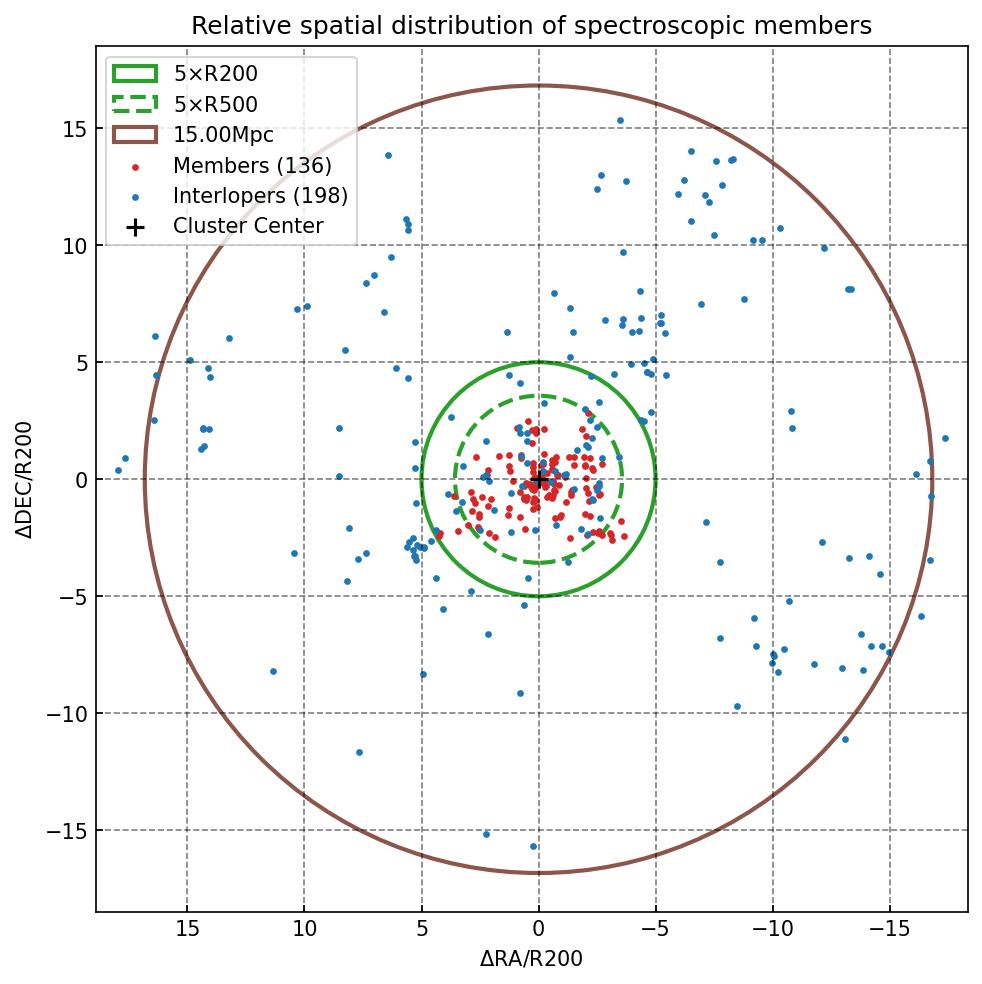 Relative spatial distribution of spectroscopic members
5×R200
5×R500
15.00Mpc
Members (136)
Interlopers (198)
Cluster Center
15
10
5
0
−5
−10
−15
ΔDEC/R200
15
10
5
0
−5
−10
−15
ΔRA/R200